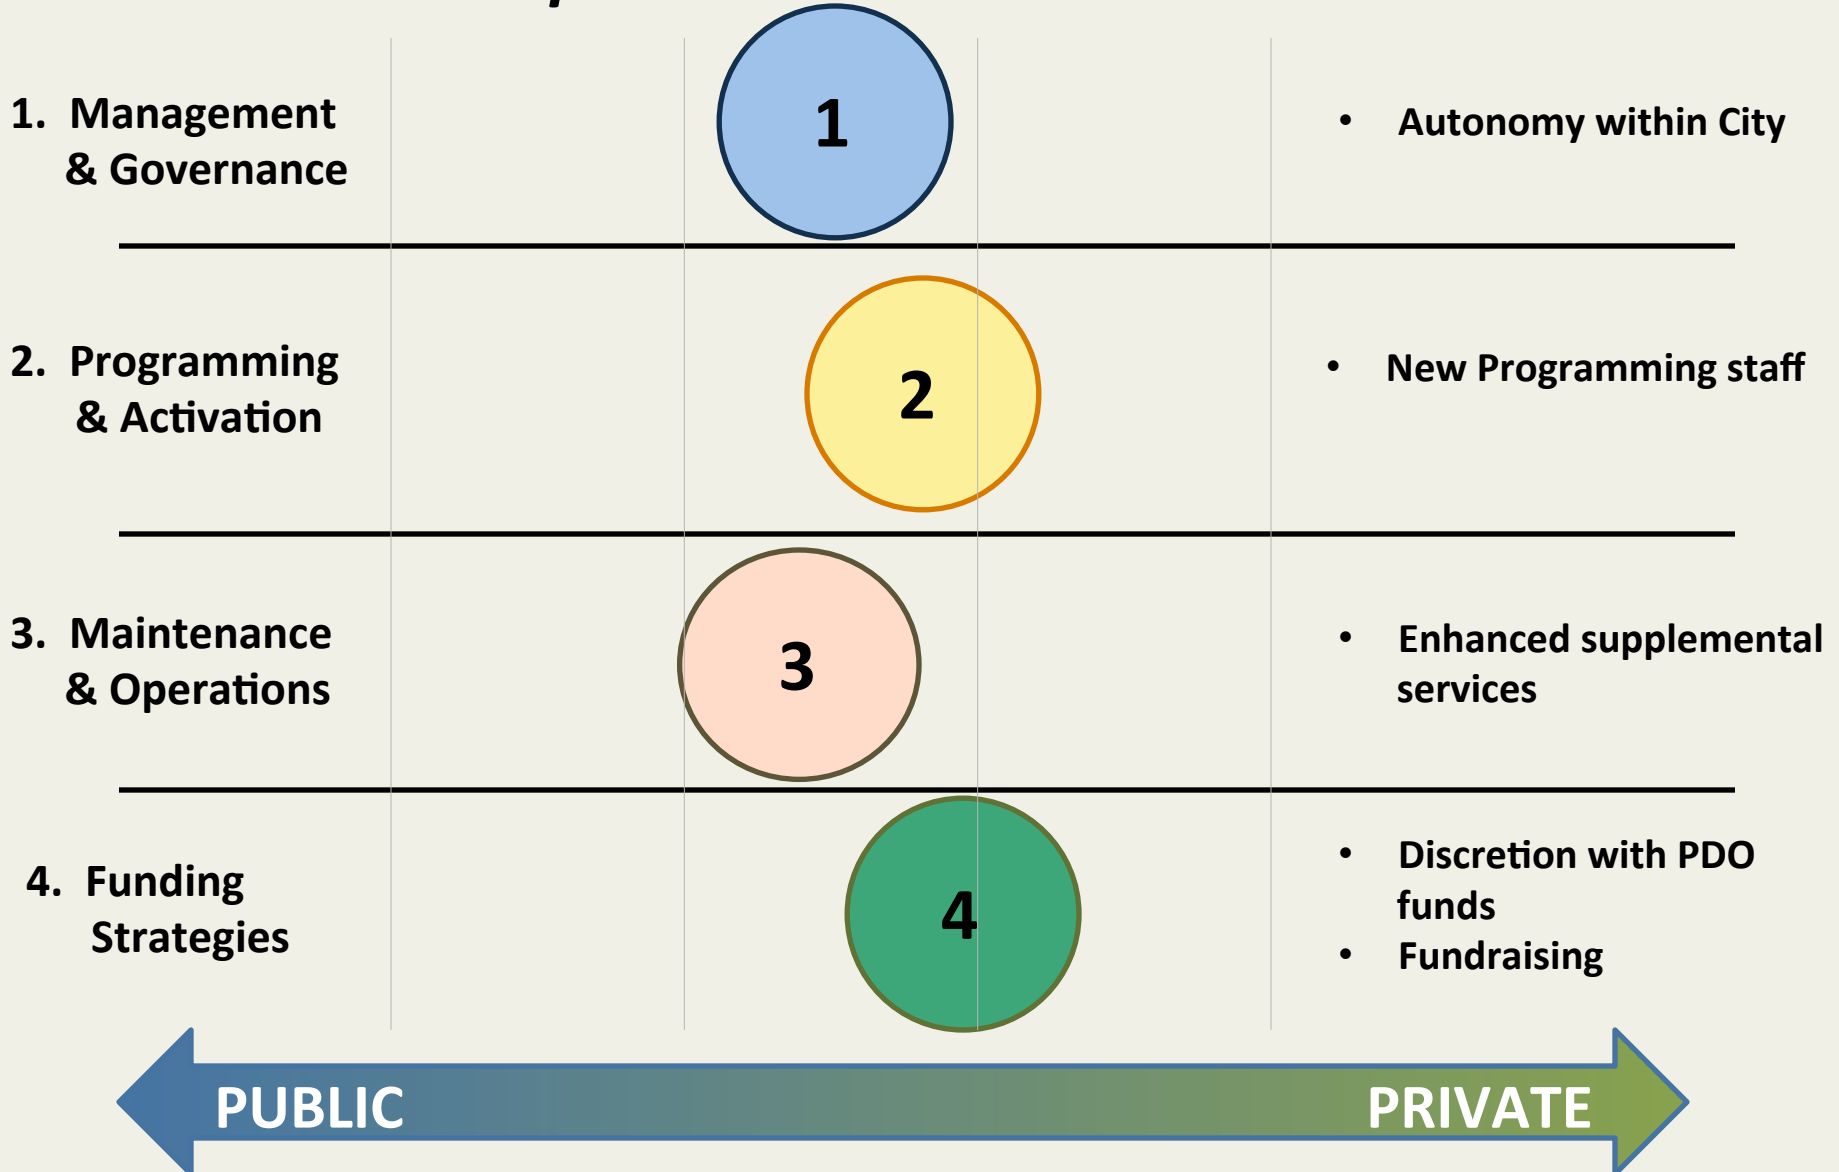 1. Management
& Governance
1
• Autonomy within City
2. Programming
& Activation
2
• New Programming staff
3. Maintenance
& Operations
3
• Enhanced supplemental
services
4. Funding
Strategies
4
• Discretion with PDO
funds
• Fundraising
PUBLIC
PRIVATE